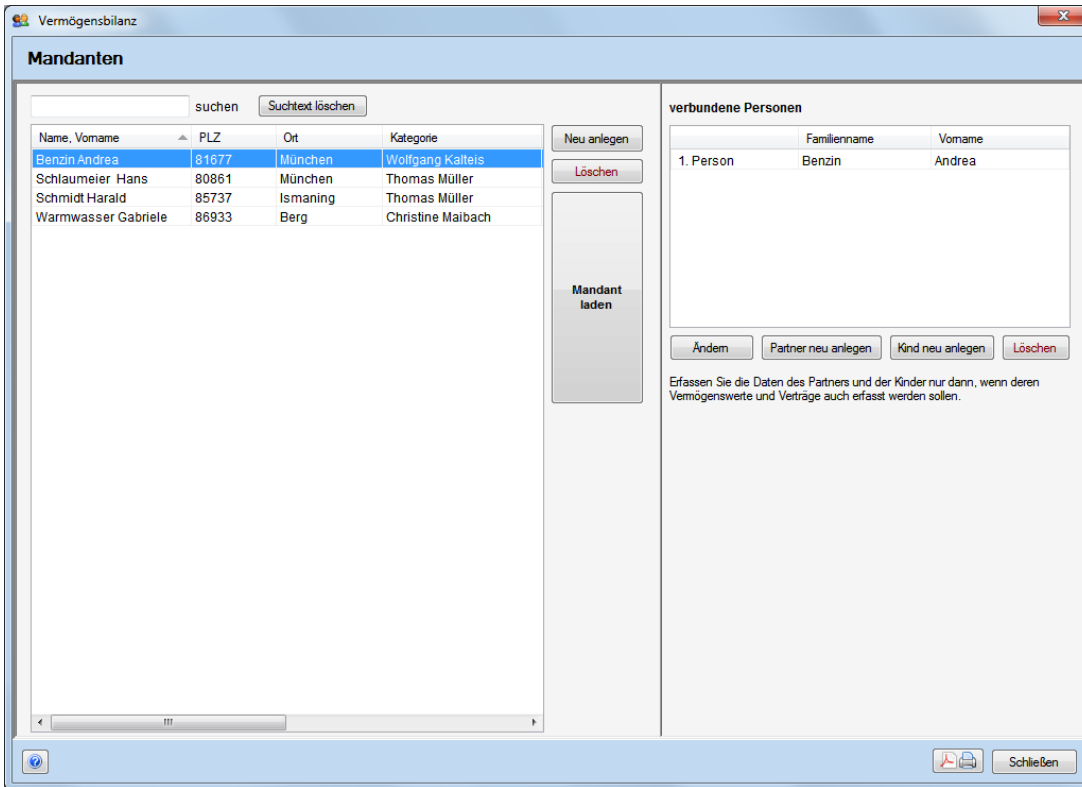 Vermögensbilanz
Mandanten
suchen Suchtext löschen
Name, Vorname PLZ Ort Kategorie
Benzin Andrea 81677 München Wolfgang Kalteis
Schlaumeier Hans 80861 München Thomas Müller
Schmidt Harald 85737 Ismaning Thomas Müller
Warmwasser Gabriele 86933 Berg Christine Maibach
Neu anlegen
Löschen
Mandant
laden
verbundene Personen
Familienname Vorname
1. Person Benzin Andrea
Ändern Partner neu anlegen Kind neu anlegen Löschen
Erfassen Sie die Daten des Partners und der Kinder nur dann, wenn deren
Vermögenswerte und Verträge auch erfasst werden sollen.
Schließen